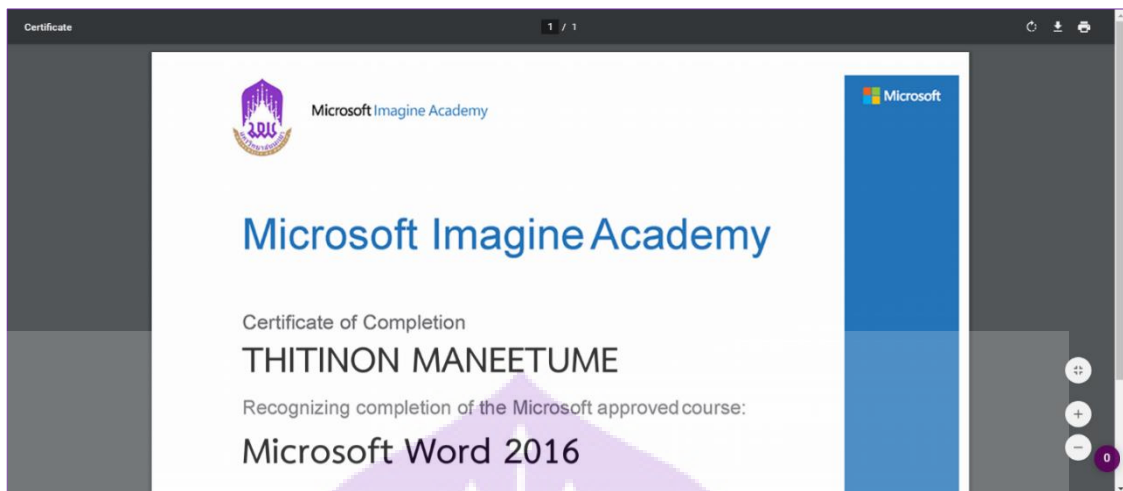 Certificate
1 / 1
Microsoft Imagine Academy
Microsoft
Microsoft Imagine Academy
Certificate of Completion
THITINON MANEETUME
Recognizing completion of the Microsoft approved course:
Microsoft Word 2016
0